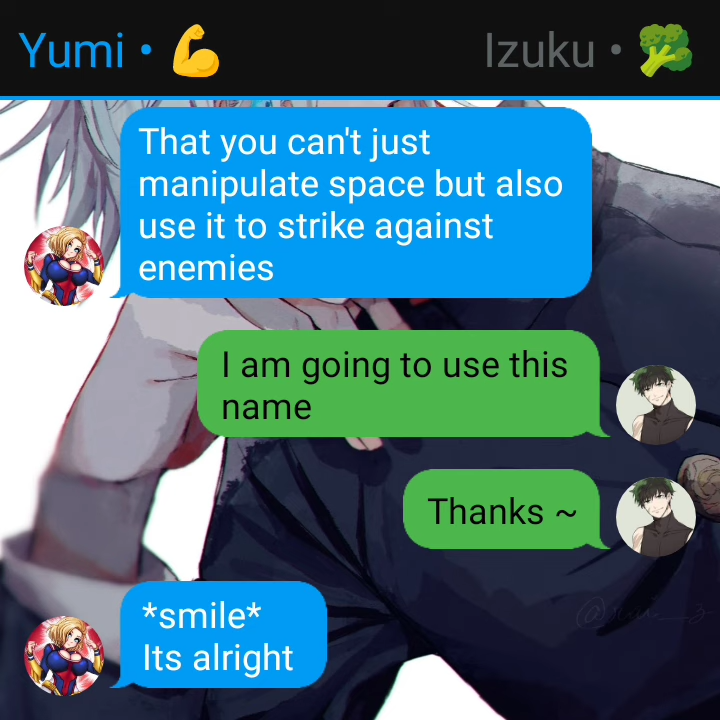 Yumi • 💪 Izuku • 🥦
That you can't just
manipulate space but also
use it to strike against
enemies
I am going to use this
name
Thanks ~
*smile*
Its alright